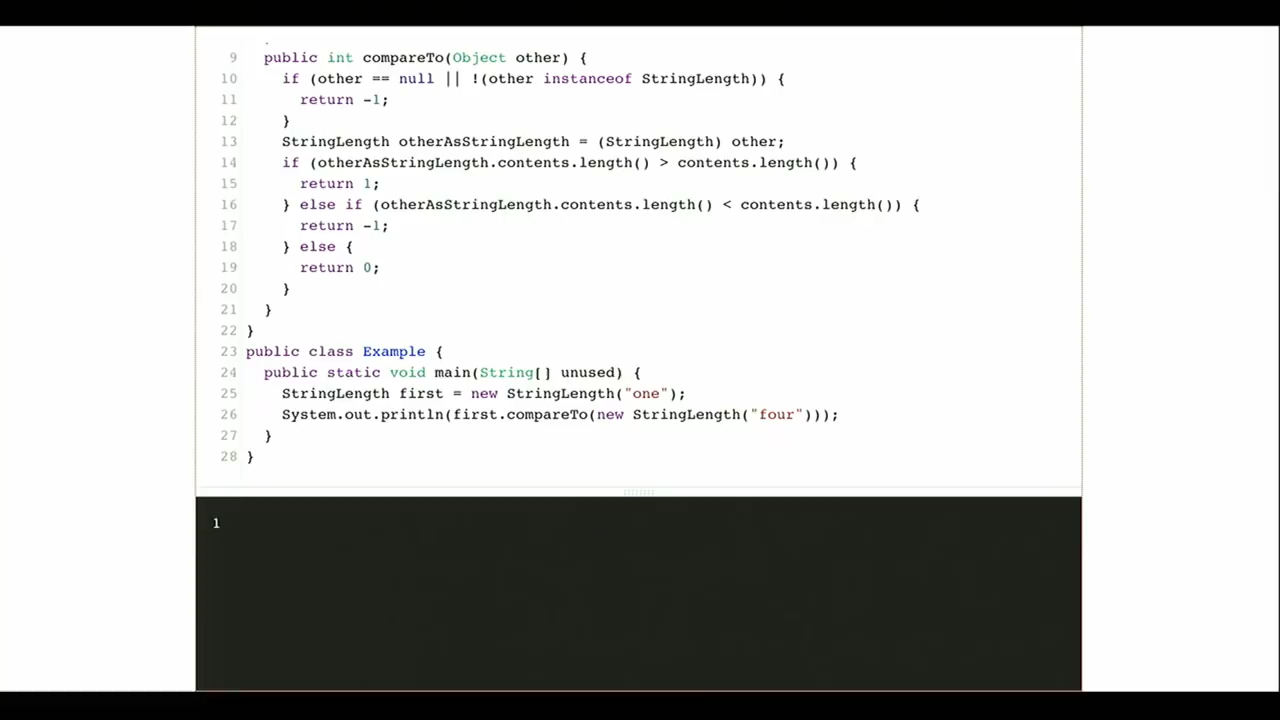 9 public int compareTo(Object other) {
10 if (other == null || !(other instanceof StringLength)) {
11 return -1;
12 }
13 StringLength otherAsStringLength = (StringLength) other;
14 if (otherAsStringLength.contents.length() > contents.length()) {
15 return 1;
16 } else if (otherAsStringLength.contents.length() < contents.length()) {
17 return -1;
18 } else {
19 return 0;
20 }
21 }
22 }
23 public class Example {
24 public static void main(String[] unused) {
25 StringLength first = new StringLength("one");
26 System.out.println(first.compareTo(new StringLength("four")));
27 }
28 }
1